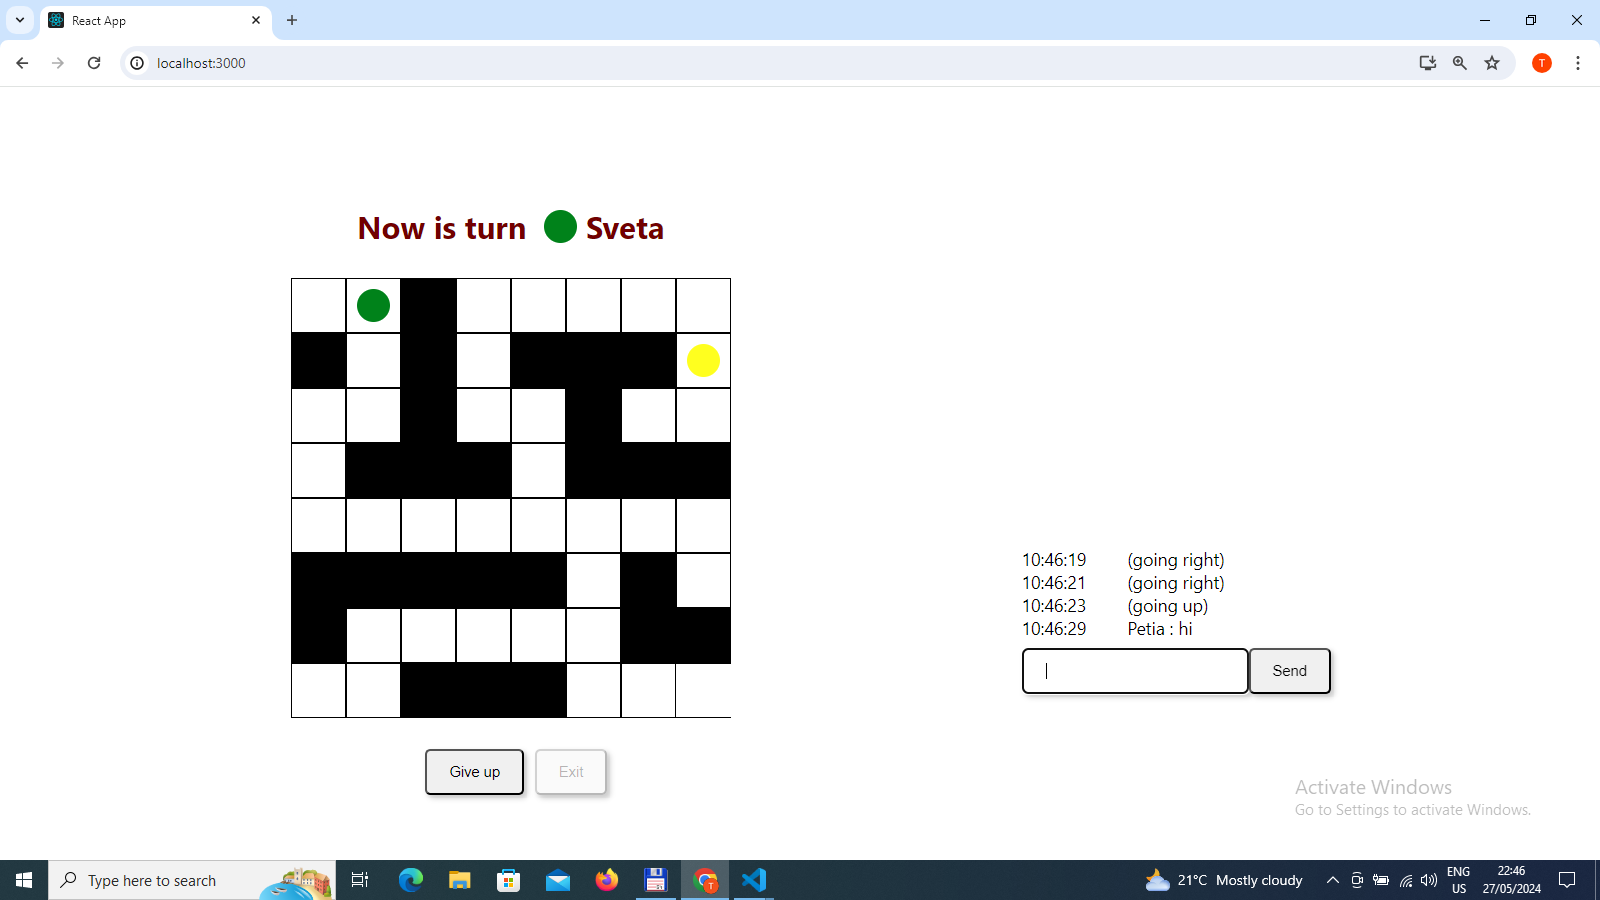 React App
localhost:3000
T
Now is turn Sveta
10:46:19 (going right)
10:46:21 (going right)
10:46:23 (going up)
10:46:29 Petia : hi
Send
Give up
Exit
Activate Windows
Go to Settings to activate Windows.
Type here to search
T
21°C Mostly cloudy
ENG
US
22:46
27/05/2024